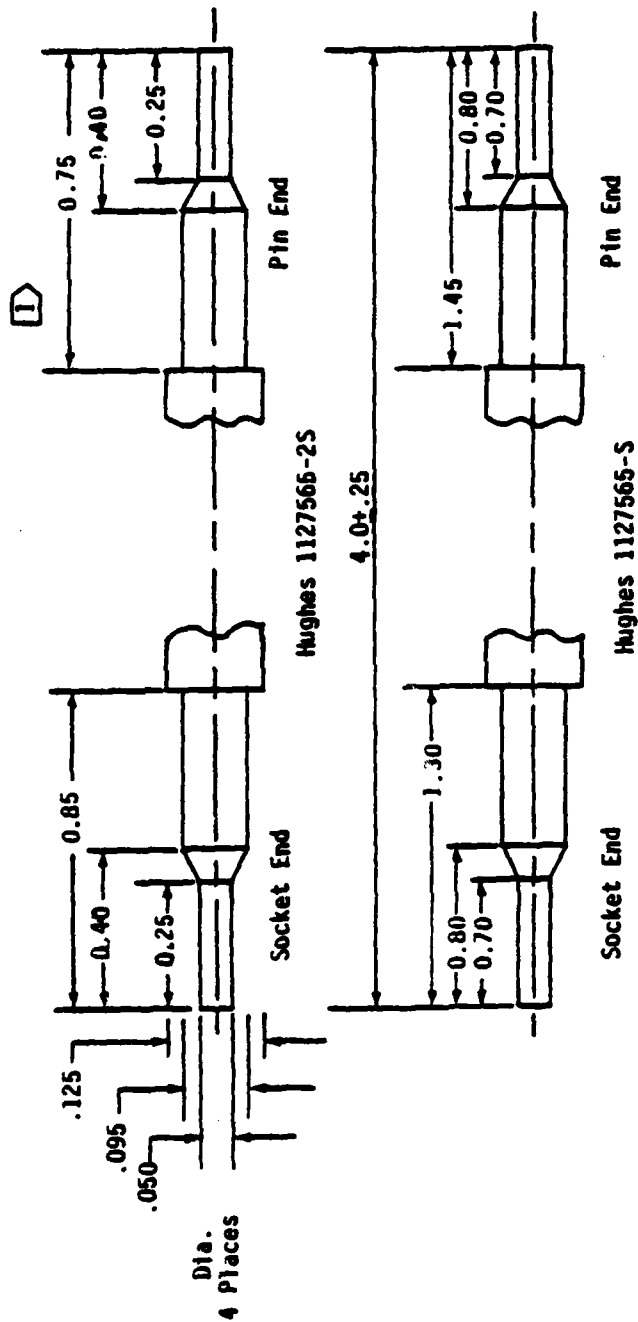 1
0.75
0.40
0.25
Pin End
0.85
0.40
0.25
Socket End
.125
.095
.050
Dia.
4 Places
Hughes 1127566-2S
4.0+.25
1.45
0.80
0.70
Pin End
1.30
0.80
0.70
Socket End
Hughes 1127565-S